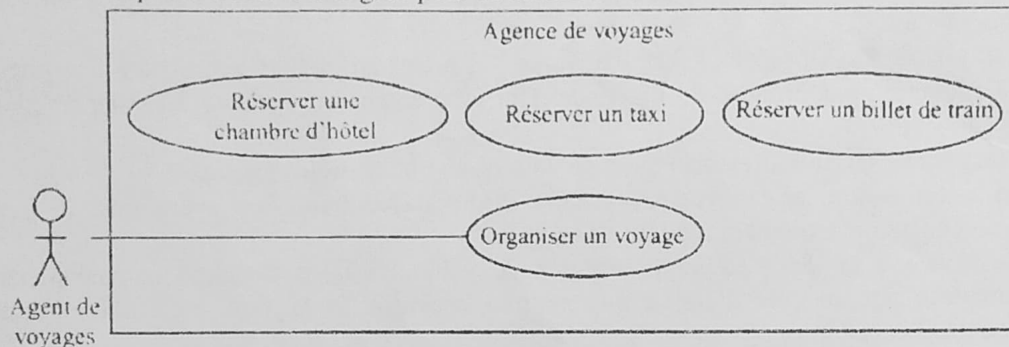 Agence de voyages
Réserver une
chambre d'hôtel
Réserver un taxi
Réserver un billet de train
Organiser un voyage
Agent de
voyages